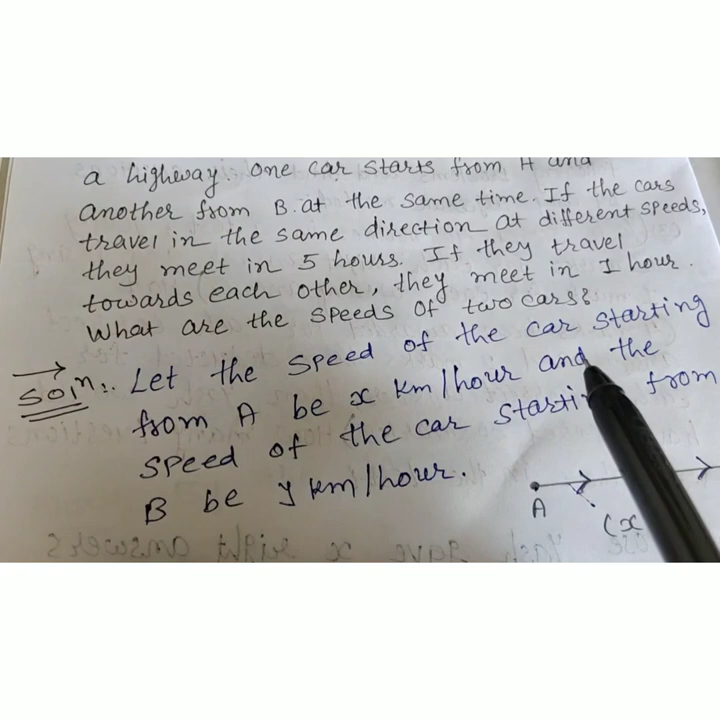 a highway. One car starts from A and
another from B at the same time. If the cars
travel in the same direction at different speeds,
they meet in 5 hours. If they travel
towards each other, they meet in 1 hour.
What are the speeds of two cars?
Soln:. Let the speed of the car starting
from A be x km/hour and the
speed of the car starti from
B be y km/hour.
A
(x